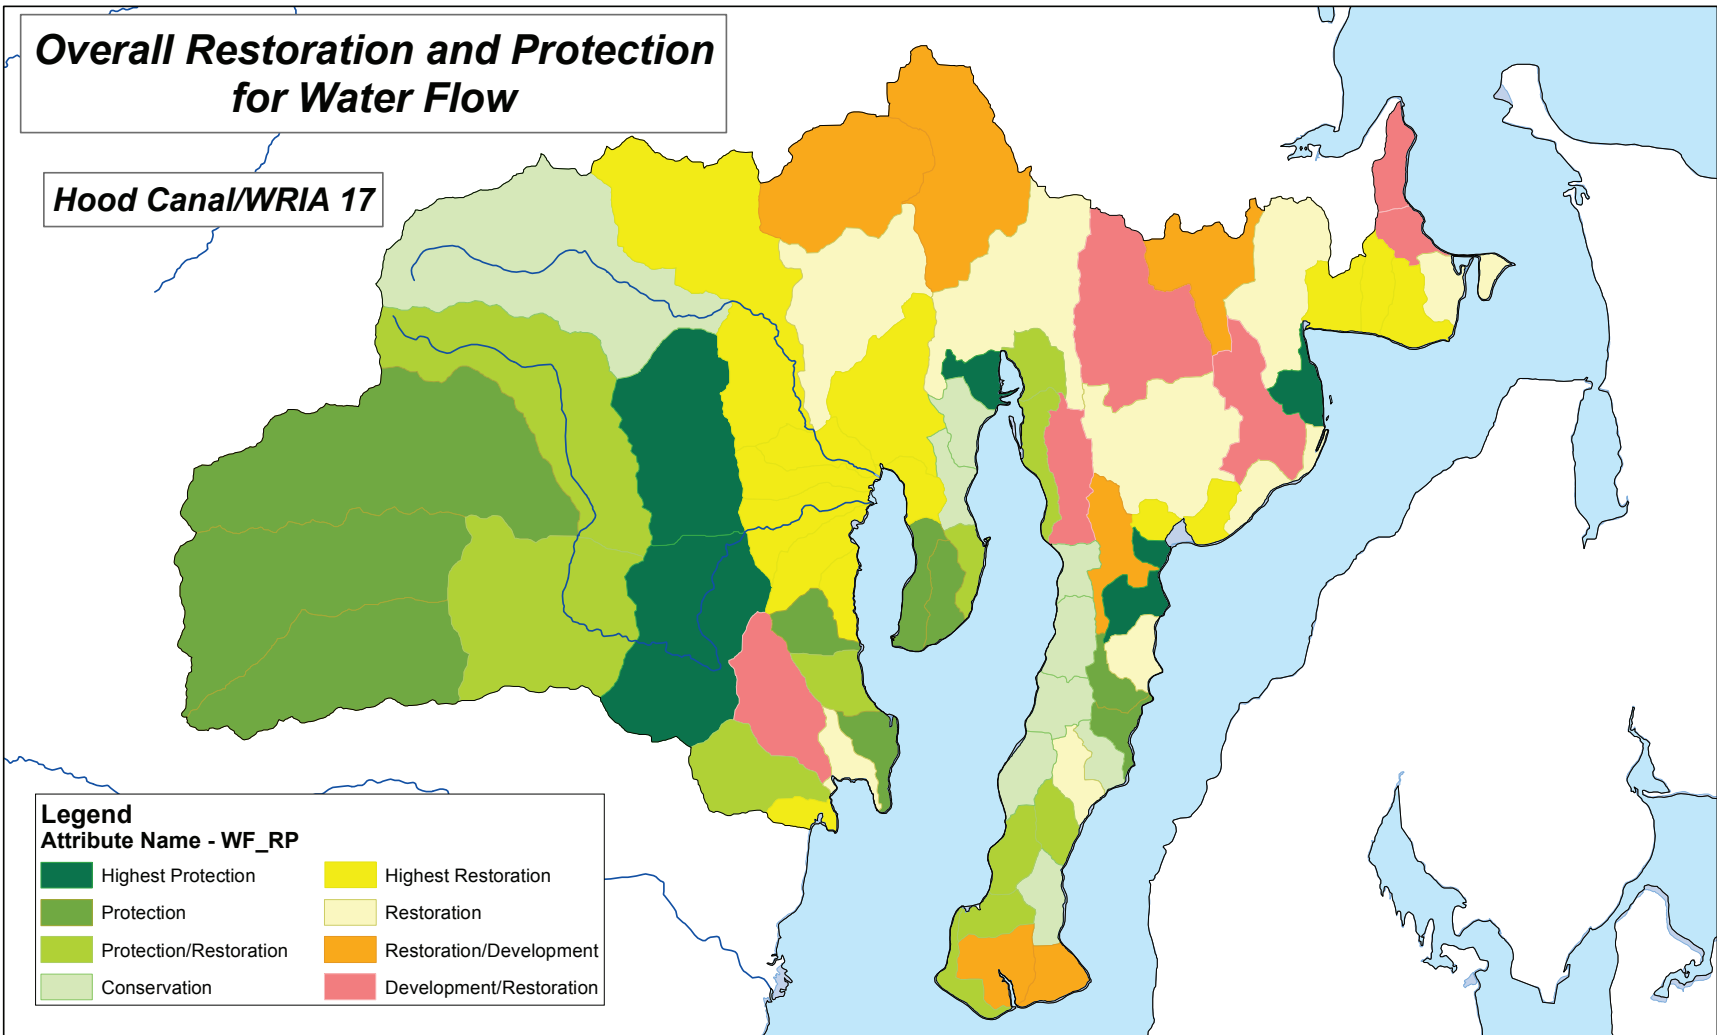 Overall Restoration and Protection
for Water Flow
Hood Canal/WRIA 17
Legend
Attribute Name - WF_RP
Highest Protection
Protection
Protection/Restoration
Conservation
Highest Restoration
Restoration
Restoration/Development
Development/Restoration